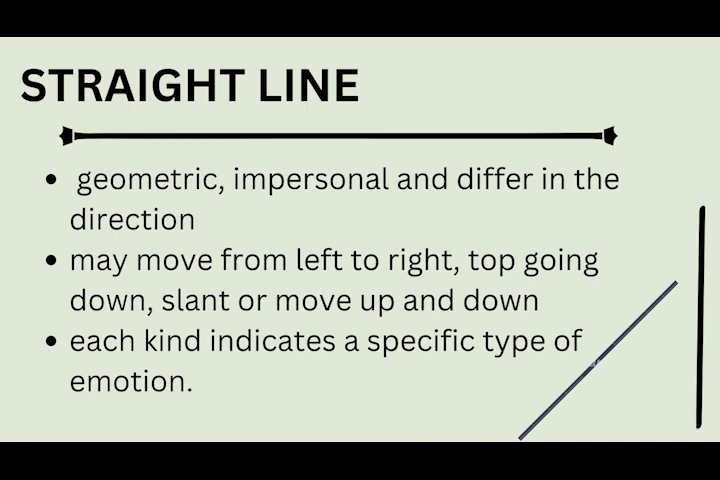 STRAIGHT LINE
• geometric, impersonal and differ in the
direction
• may move from left to right, top going
down, slant or move up and down
• each kind indicates a specific type of
emotion.